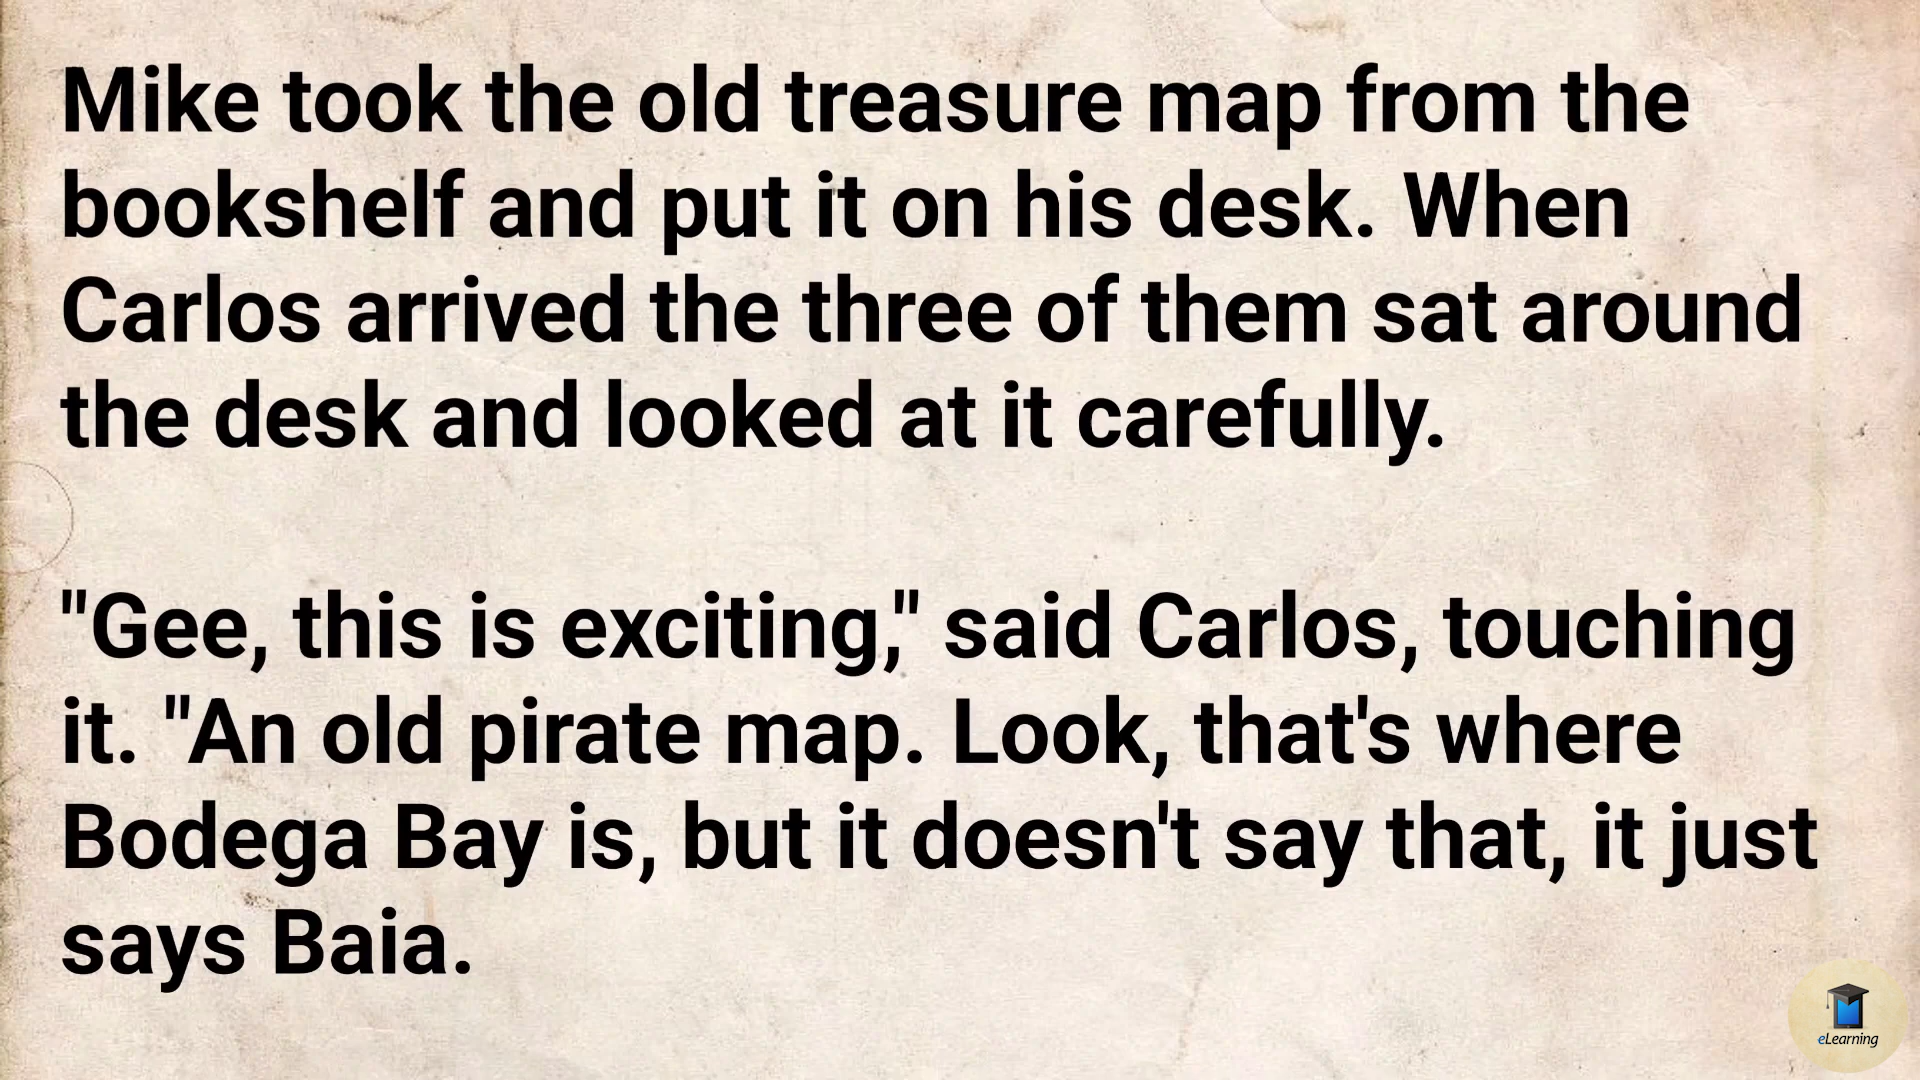 Mike took the old treasure map from the
bookshelf and put it on his desk. When
Carlos arrived the three of them sat around
the desk and looked at it carefully.
"Gee, this is exciting," said Carlos, touching
it. "An old pirate map. Look, that's where
Bodega Bay is, but it doesn't say that, it just
says Baia.
eLearning